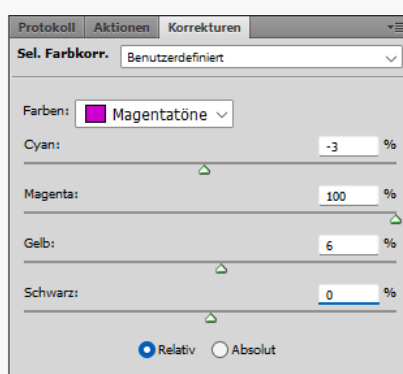 Protokoll Aktionen Korrekturen
Sel. Farbkorr. Benutzerdefiniert
Farben: Magentatöne
Cyan: -3 %
Magenta: 100 %
Gelb: 6 %
Schwarz: 0 %
Relativ Absolut